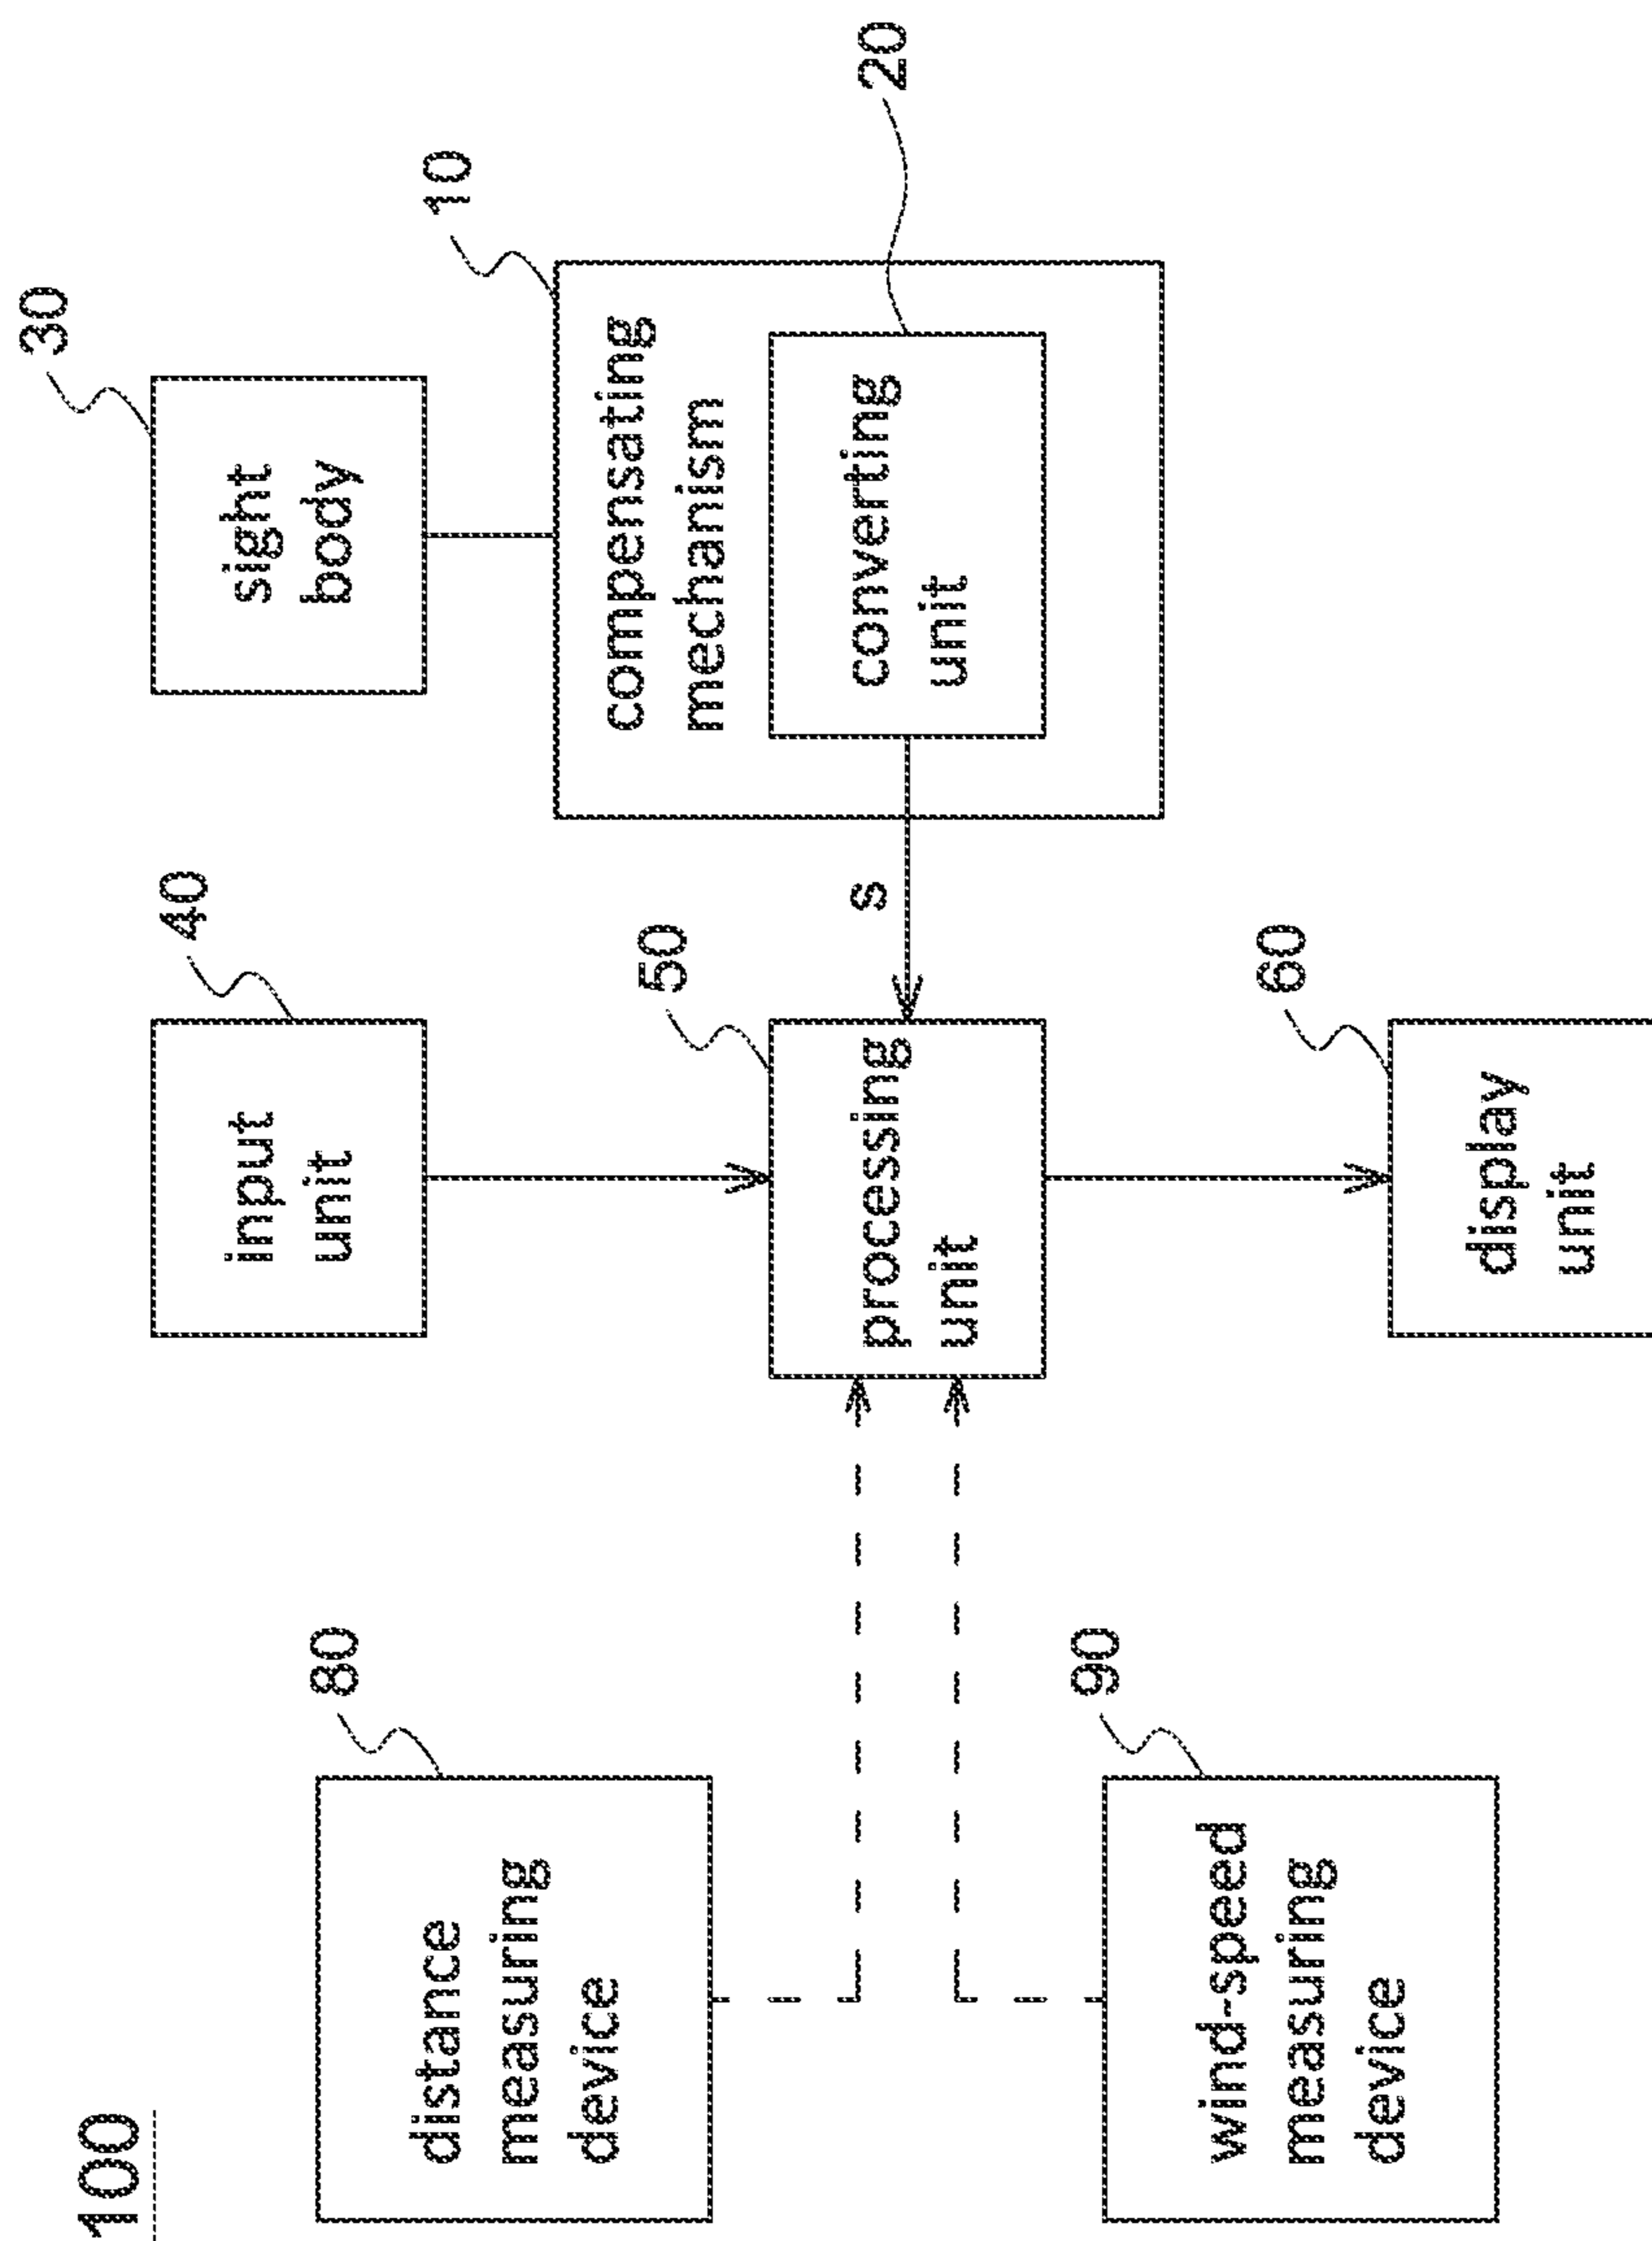 100
80
distance
measuring
device
90
wind-speed
measuring
device
40
input
unit
50
processing
unit
s
60
display
unit
30
sight
body
10
compensating
mechanism
20
converting
unit